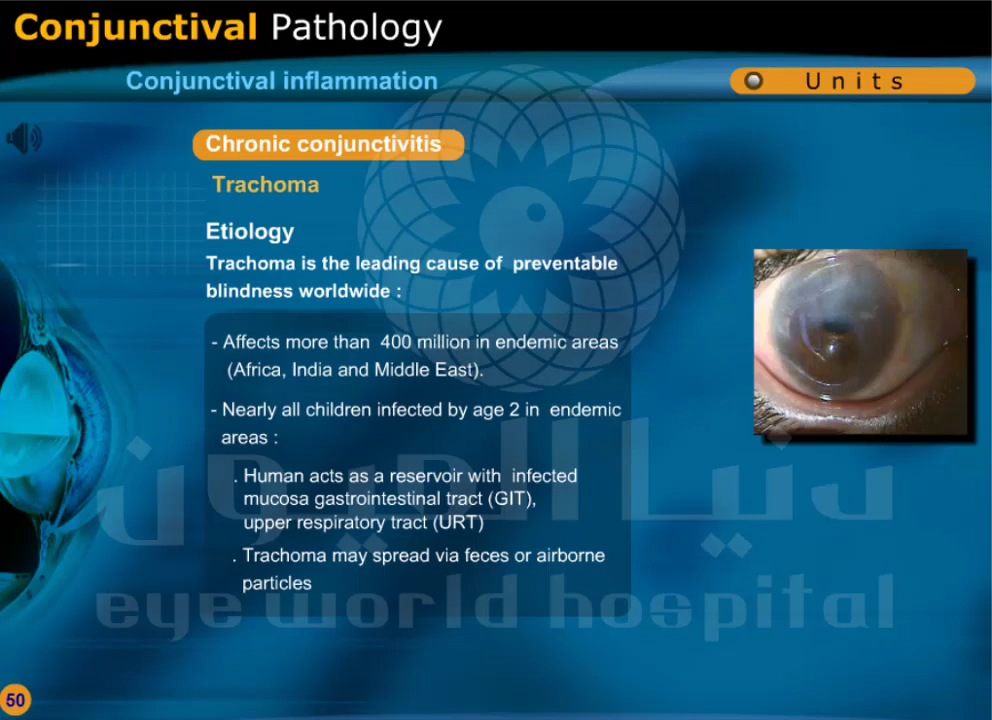 Conjunctival Pathology
Conjunctival inflammation
Units
Chronic conjunctivitis
Trachoma
Etiology
Trachoma is the leading cause of preventable
blindness worldwide :
- Affects more than 400 million in endemic areas
(Africa, India and Middle East).
- Nearly all children infected by age 2 in endemic
areas :
. Human acts as a reservoir with infected
mucosa gastrointestinal tract (GIT),
upper respiratory tract (URT)
. Trachoma may spread via feces or airborne
particles
دنيا العيون
eye world hospital
50